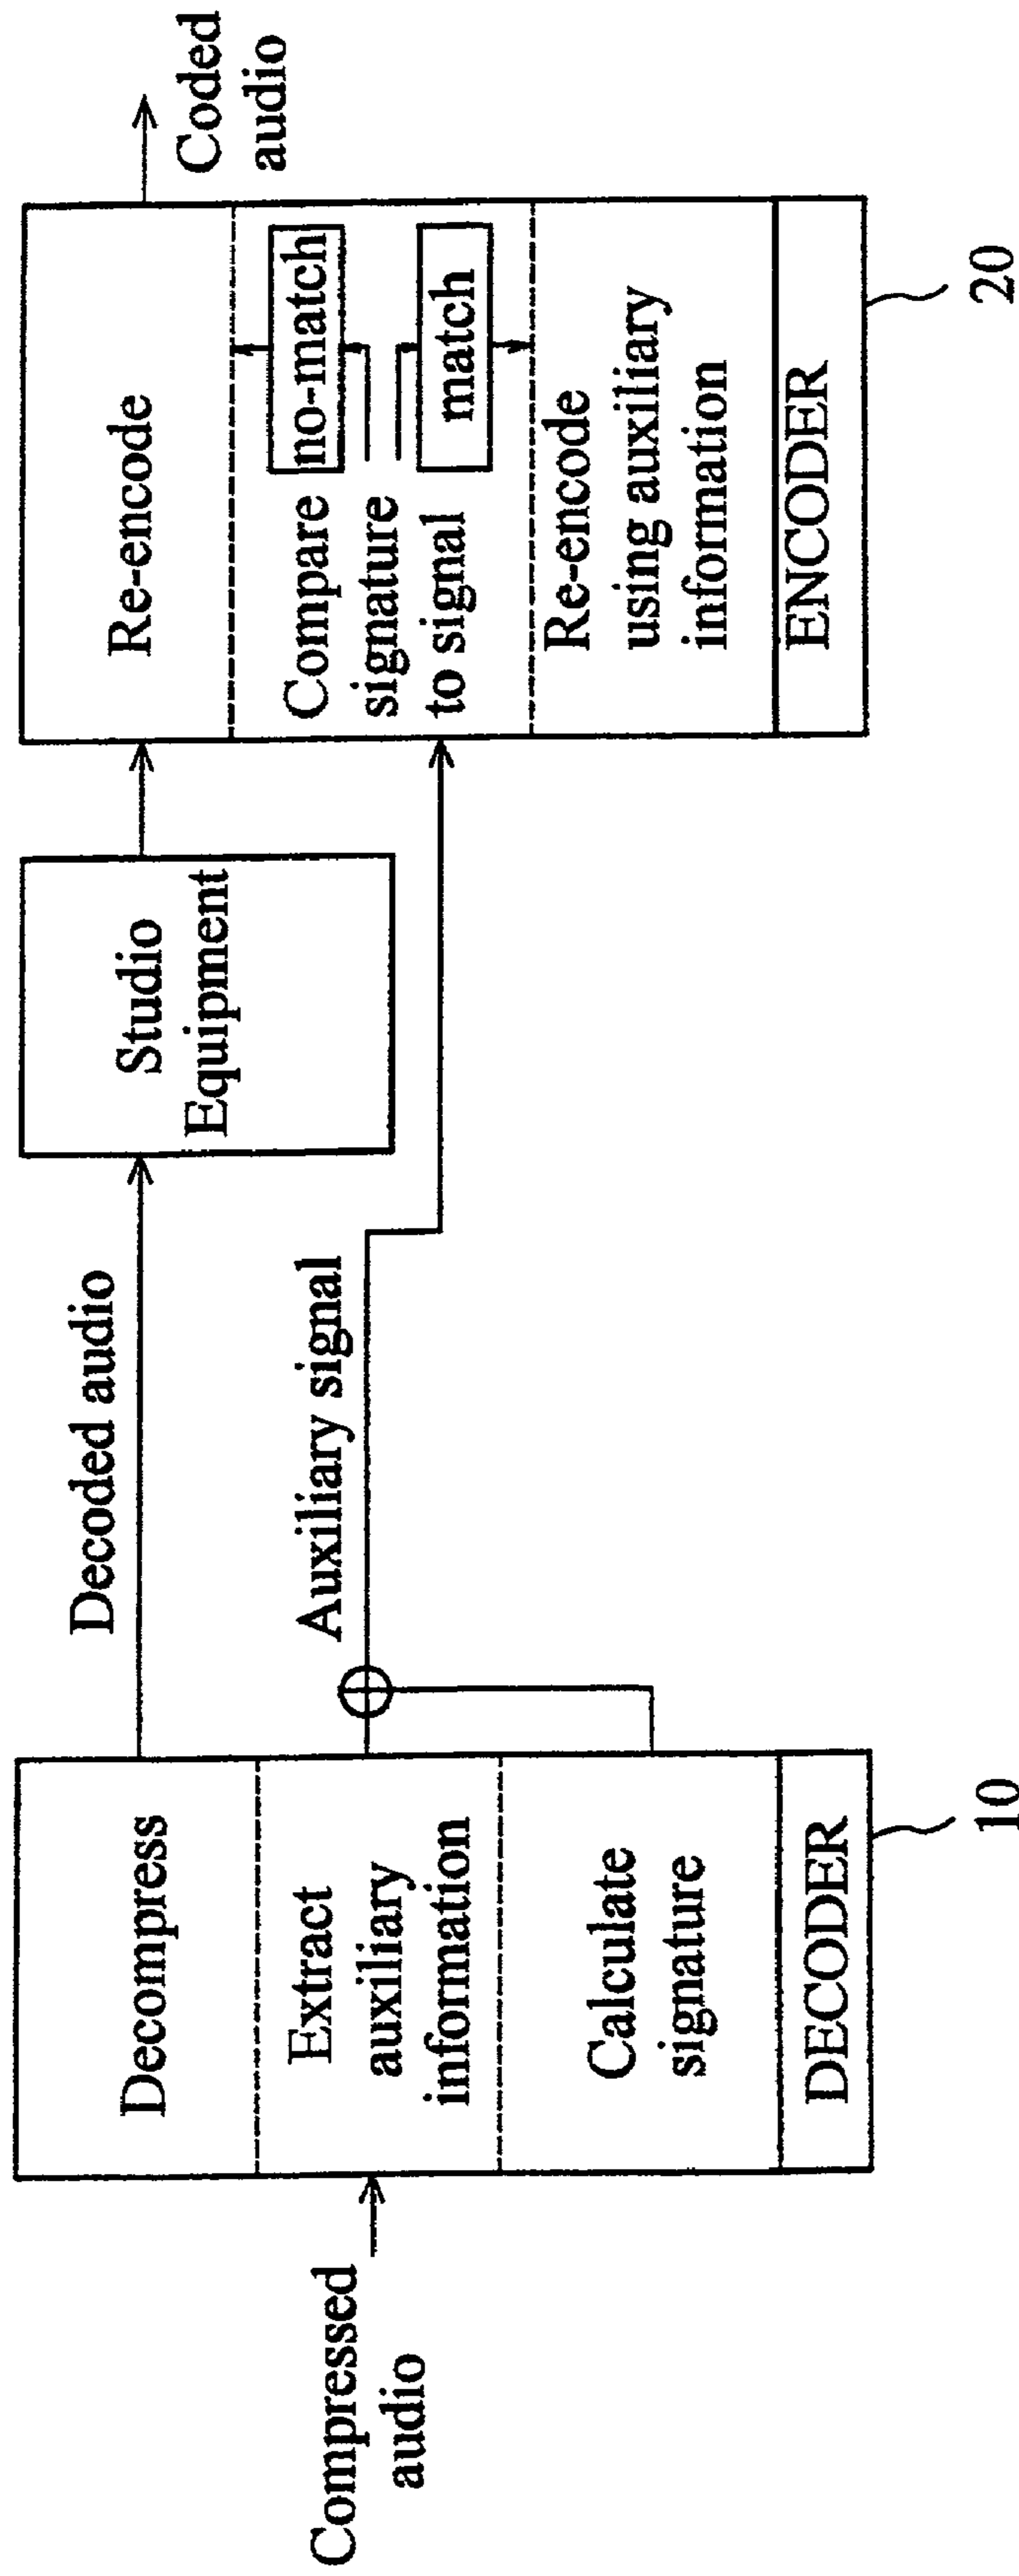 Compressed
audio
Decompress
Extract
auxiliary
information
Calculate
signature
DECODER
10
Decoded audio
Auxiliary signal
Studio
Equipment
Re-encode
Compare
signature
to signal
no-match
match
Re-encode
using auxiliary
information
ENCODER
20
Coded
audio